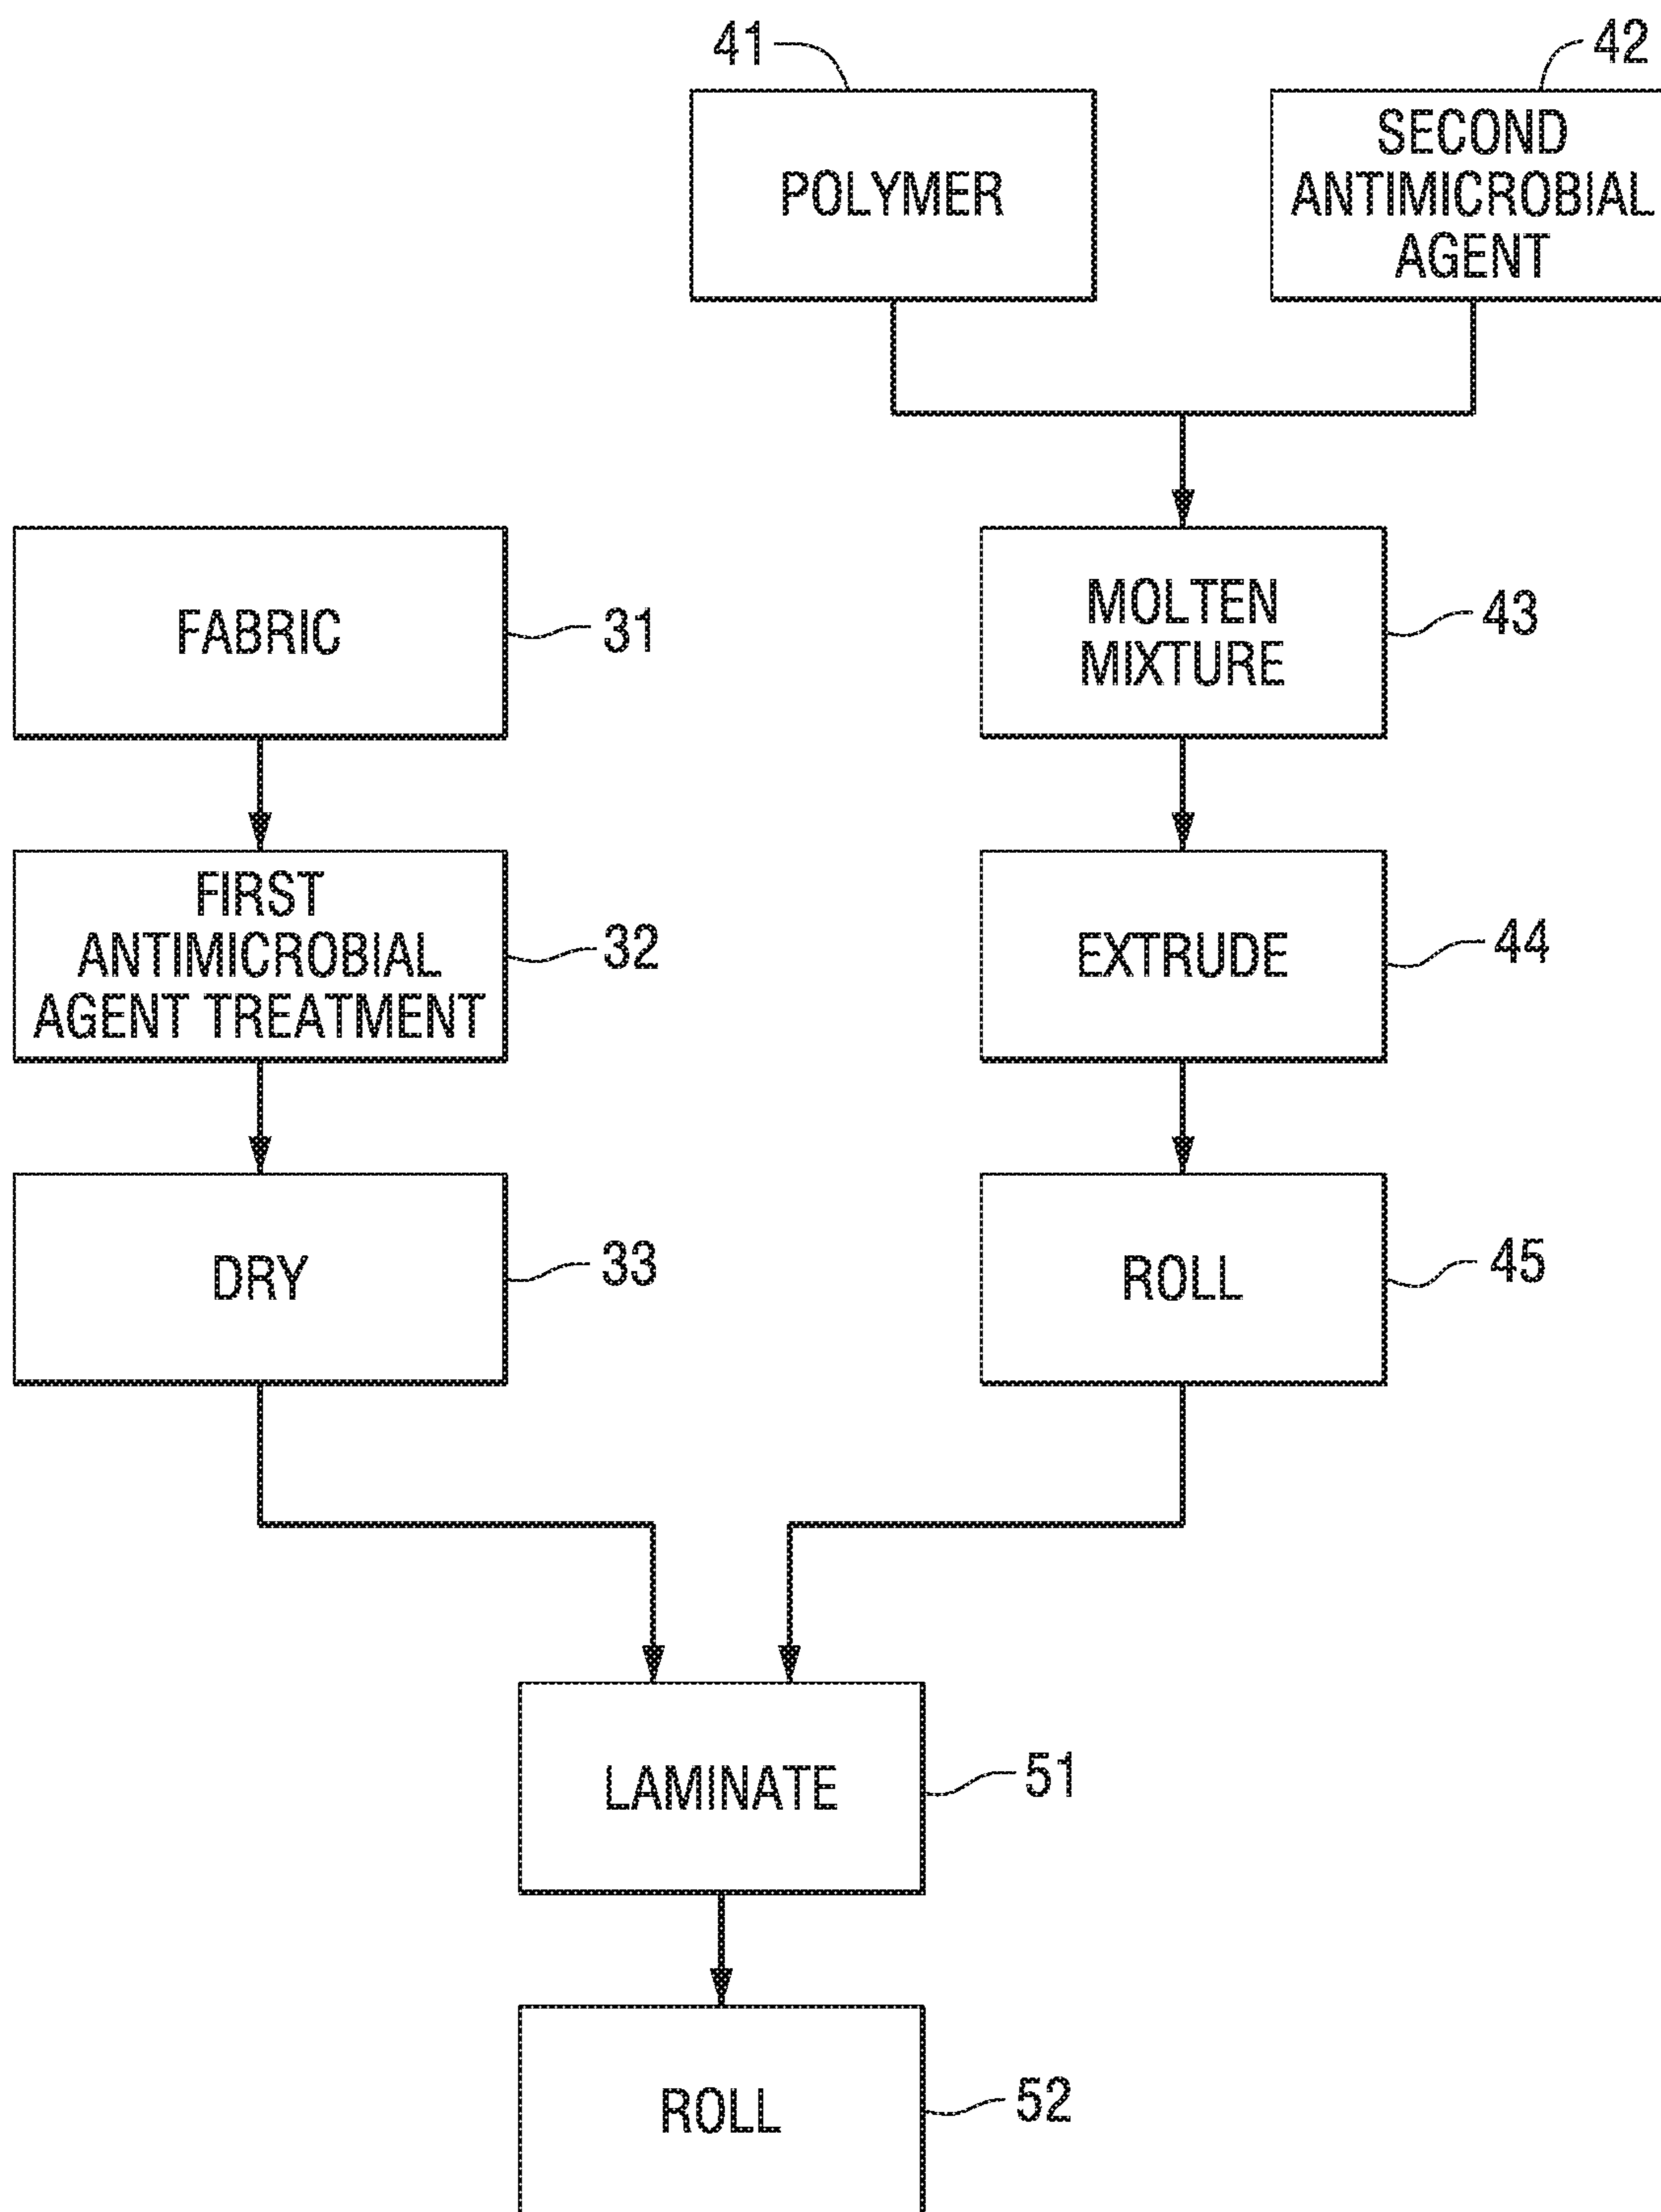 41
42
POLYMER
SECOND
ANTIMICROBIAL
AGENT
FABRIC
31
MOLTEN
MIXTURE
43
FIRST
ANTIMICROBIAL
AGENT TREATMENT
32
EXTRUDE
44
DRY
33
ROLL
45
LAMINATE
51
ROLL
52